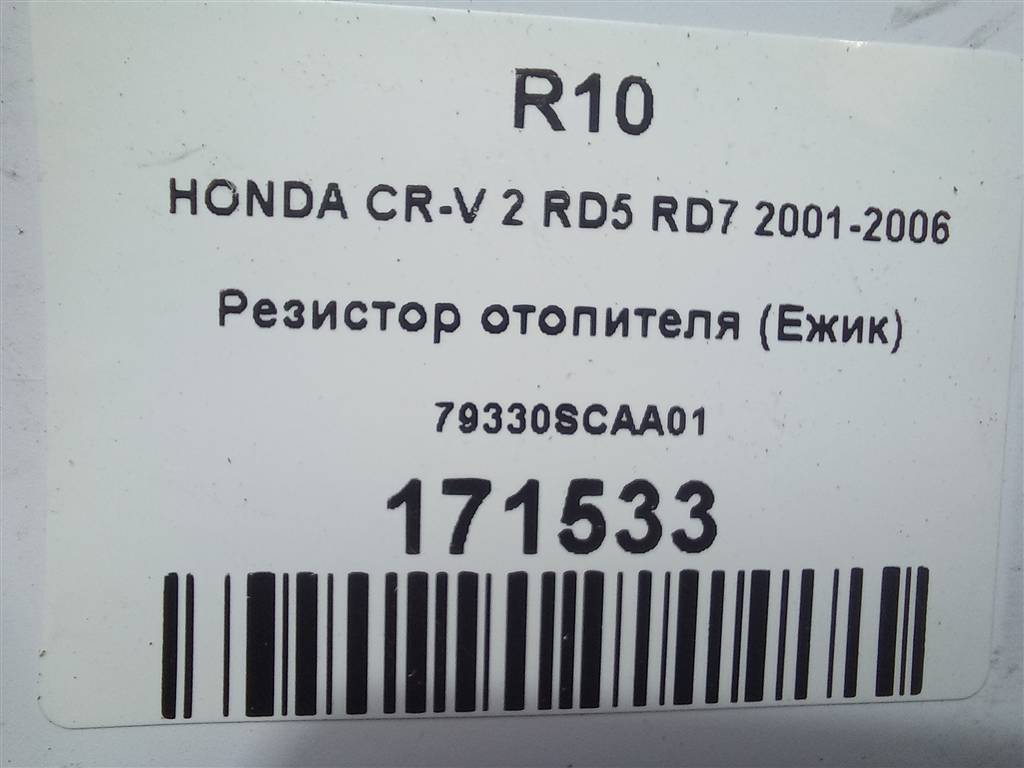 R10
HONDA CR-V 2 RD5 RD7 2001-2006
Резистор отопителя (Ежик)
79330SCAA01
171533